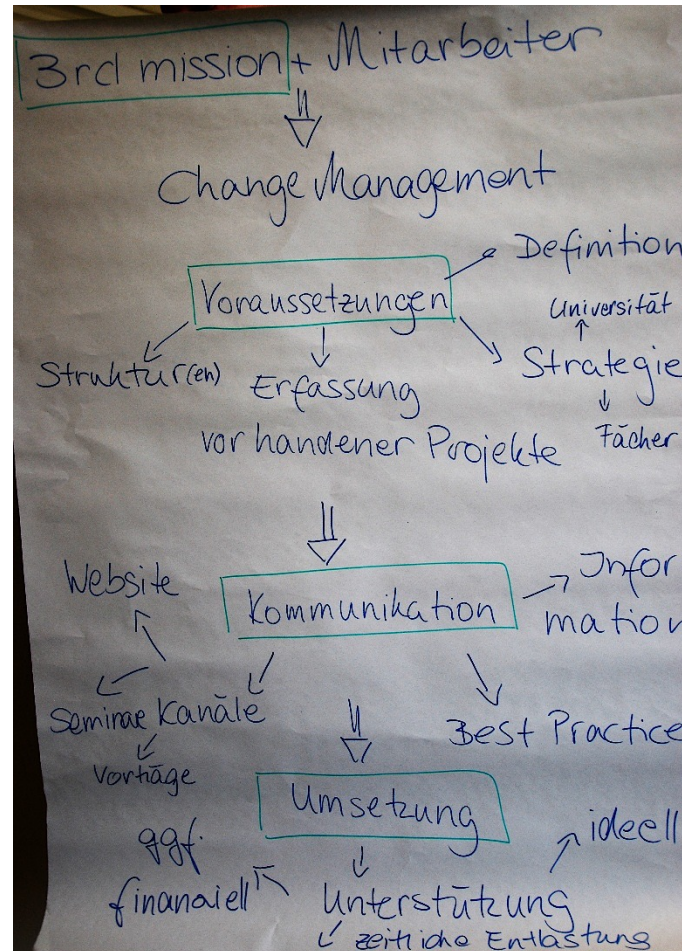 3rd mission + Mitarbeiter
Change Management
Definition
Voraussetzungen
Universität
Struktur(en)
Strategie
Erfassung
vorhandener Projekte
Fächer
Website
Infor
Kommunikation
mation
Seminae Kanäle
Best Practice
Vorträge
Umsetzung
ideell
ggf.
finanziell
Unterstützung
zeitliche Entlastung